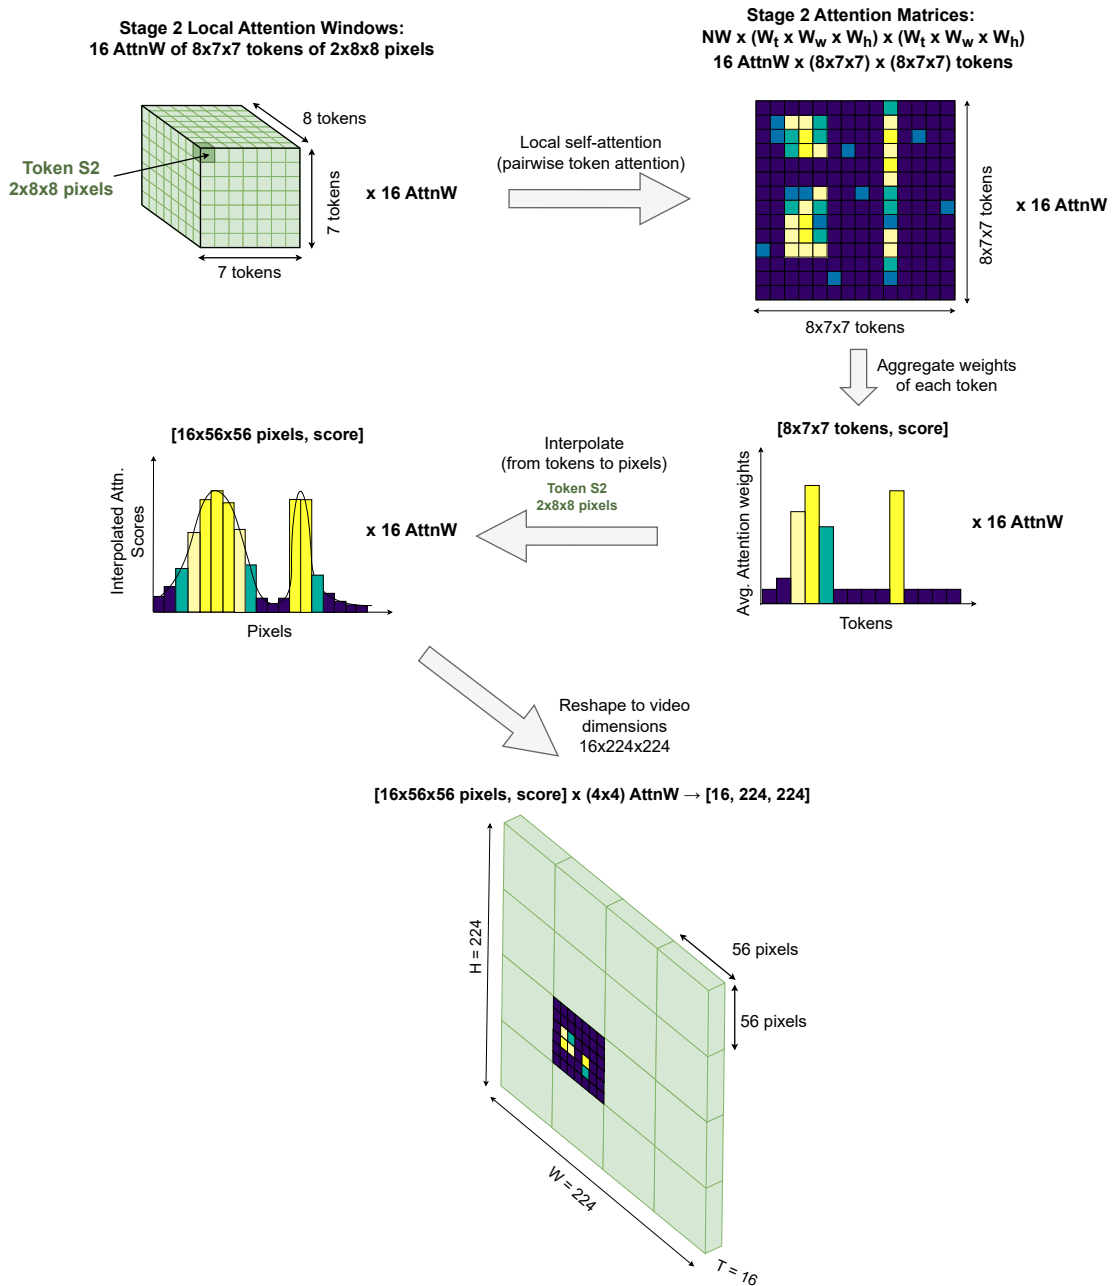 Stage 2 Local Attention Windows:
16 AttnW of 8x7x7 tokens of 2x8x8 pixels
Stage 2 Attention Matrices:
NW x (Wt x Ww x Wh) x (Wt x Ww x Wh)
16 AttnW x (8x7x7) x (8x7x7) tokens
8 tokens
Token S2
2x8x8 pixels
7 tokens
x 16 AttnW
7 tokens
Local self-attention
(pairwise token attention)
8x7x7 tokens
x 16 AttnW
8x7x7 tokens
Aggregate weights
of each token
[16x56x56 pixels, score]
Interpolated Attn.
Scores
x 16 AttnW
Pixels
Interpolate
(from tokens to pixels)
Token S2
2x8x8 pixels
[8x7x7 tokens, score]
Avg. Attention weights
x 16 AttnW
Tokens
Reshape to video
dimensions
16x224x224
[16x56x56 pixels, score] x (4x4) AttnW → [16, 224, 224]
H = 224
56 pixels
56 pixels
W = 224
T = 16